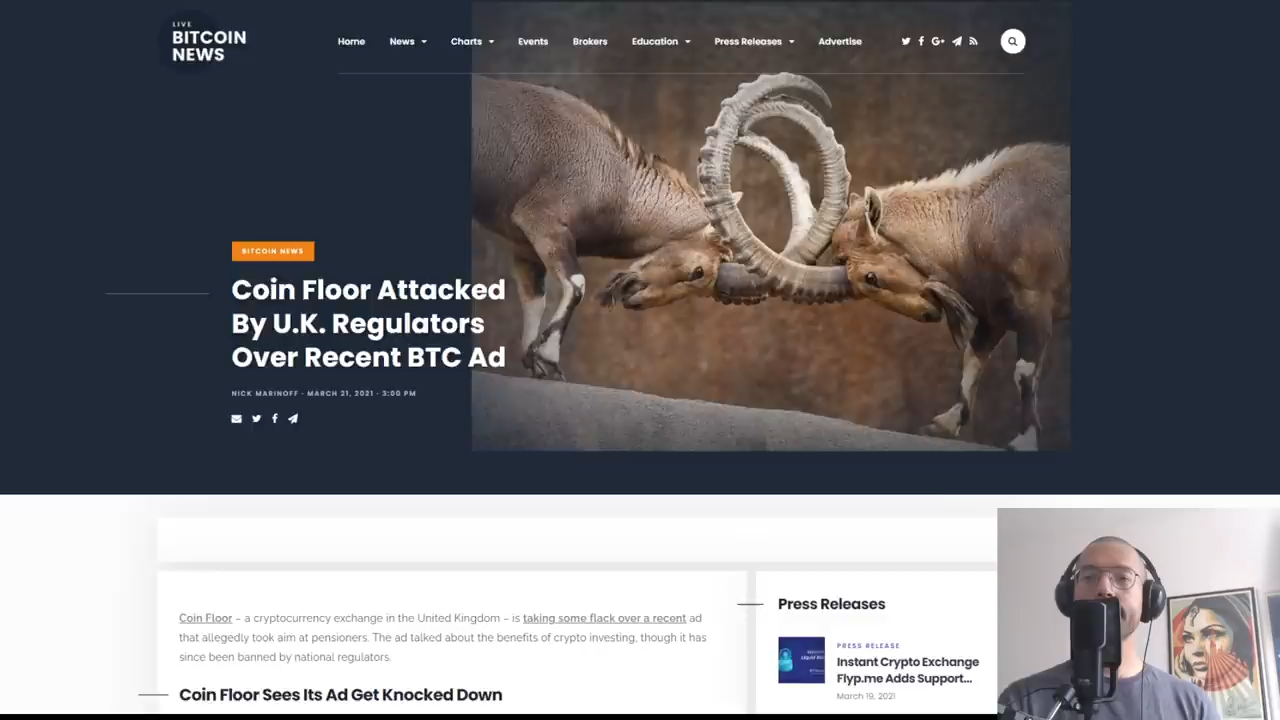 LIVE
BITCOIN
NEWS
Home News Charts Events Brokers Education Press Releases Advertise
BITCOIN NEWS
Coin Floor Attacked
By U.K. Regulators
Over Recent BTC Ad
NICK MARINOFF · MARCH 21, 2021 · 3:00 PM
Coin Floor – a cryptocurrency exchange in the United Kingdom – is taking some flack over a recent ad
that allegedly took aim at pensioners. The ad talked about the benefits of crypto investing, though it has
since been banned by national regulators.
Coin Floor Sees Its Ad Get Knocked Down
Press Releases
PRESS RELEASE
Instant Crypto Exchange
Flyp.me Adds Support...
March 19, 2021